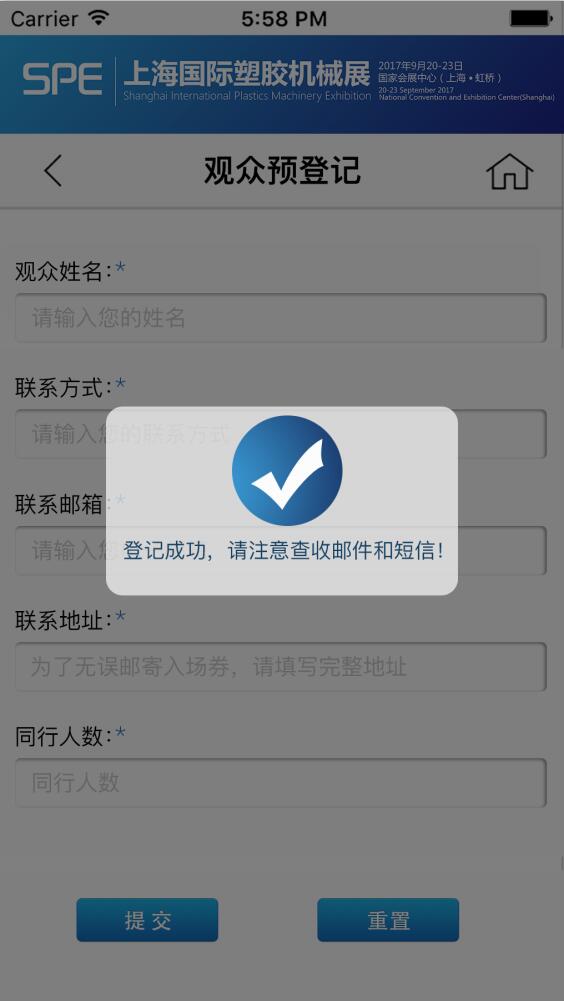 Carrier
5:58 PM
SPE
上海国际塑胶机械展
Shanghai International Plastics Machinery Exhibition
2017年9月20-23日
国家会展中心（上海•虹桥）
20-23 September 2017
National Convention and Exhibition Center(Shanghai)
观众预登记
观众姓名:*
请输入您的姓名
联系方式:*
请输入您的联系方式
联系邮箱:*
请输入您
登记成功，请注意查收邮件和短信!
联系地址:*
为了无误邮寄入场券，请填写完整地址
同行人数:*
同行人数
提 交
重置